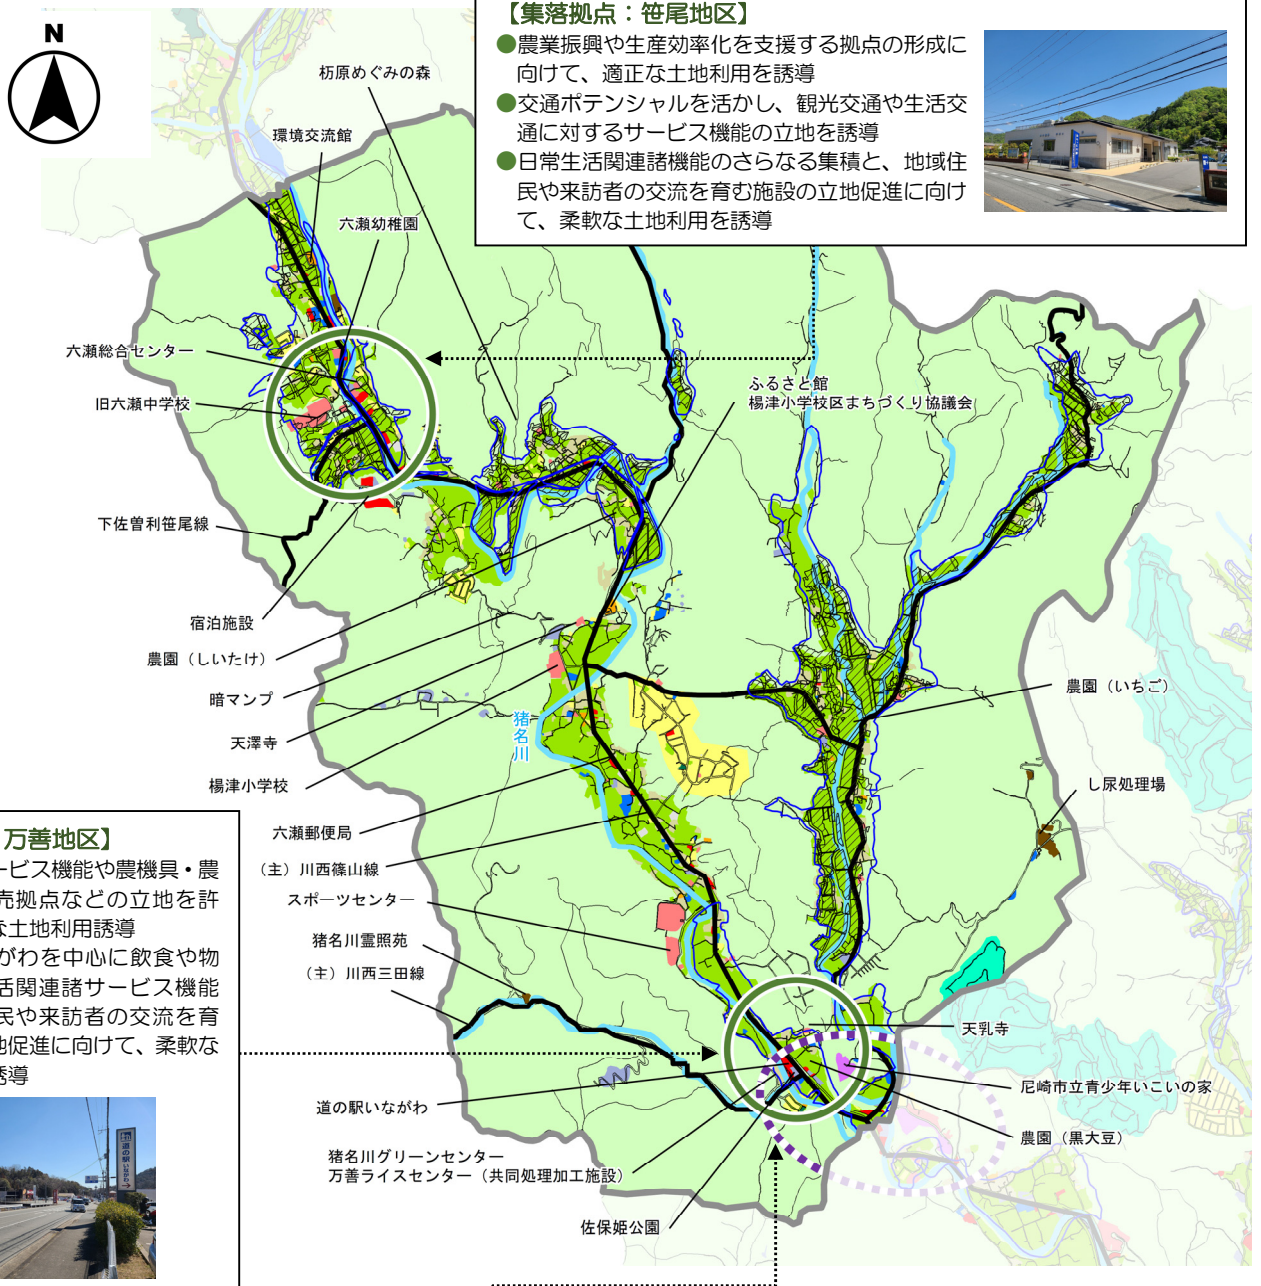 【集落拠点：笹尾地区】
●農業振興や生産効率化を支援する拠点の形成に
向けて、適正な土地利用を誘導
●交通ポテンシャルを活かし、観光交通や生活交
通に対するサービス機能の立地を誘導
●日常生活関連諸機能のさらなる集積と、地域住
民や来訪者の交流を育む施設の立地促進に向け
て、柔軟な土地利用を誘導
N
杤原めぐみの森
環境交流館
六瀬幼稚園
六瀬総合センター
旧六瀬中学校
ふるさと館
楊津小学校区まちづくり協議会
下佐曽利笹尾線
宿泊施設
農園（しいたけ）
暗マンプ
天澤寺
楊津小学校
猪名川
農園（いちご）
し尿処理場
六瀬郵便局
（主）川西篠山線
スポーツセンター
猪名川霊照苑
（主）川西三田線
万善地区】
ービス機能や農機具・農
売拠点などの立地を許
な土地利用誘導
がわを中心に飲食や物
活関連諸サービス機能
民や来訪者の交流を育
地促進に向けて、柔軟な
誘導
道の駅いながわ
天乳寺
尼崎市立青少年いこいの家
農園（黒大豆）
道の駅いながわ
猪名川グリーンセンター
万善ライスセンター（共同処理加工施設）
佐保姫公園